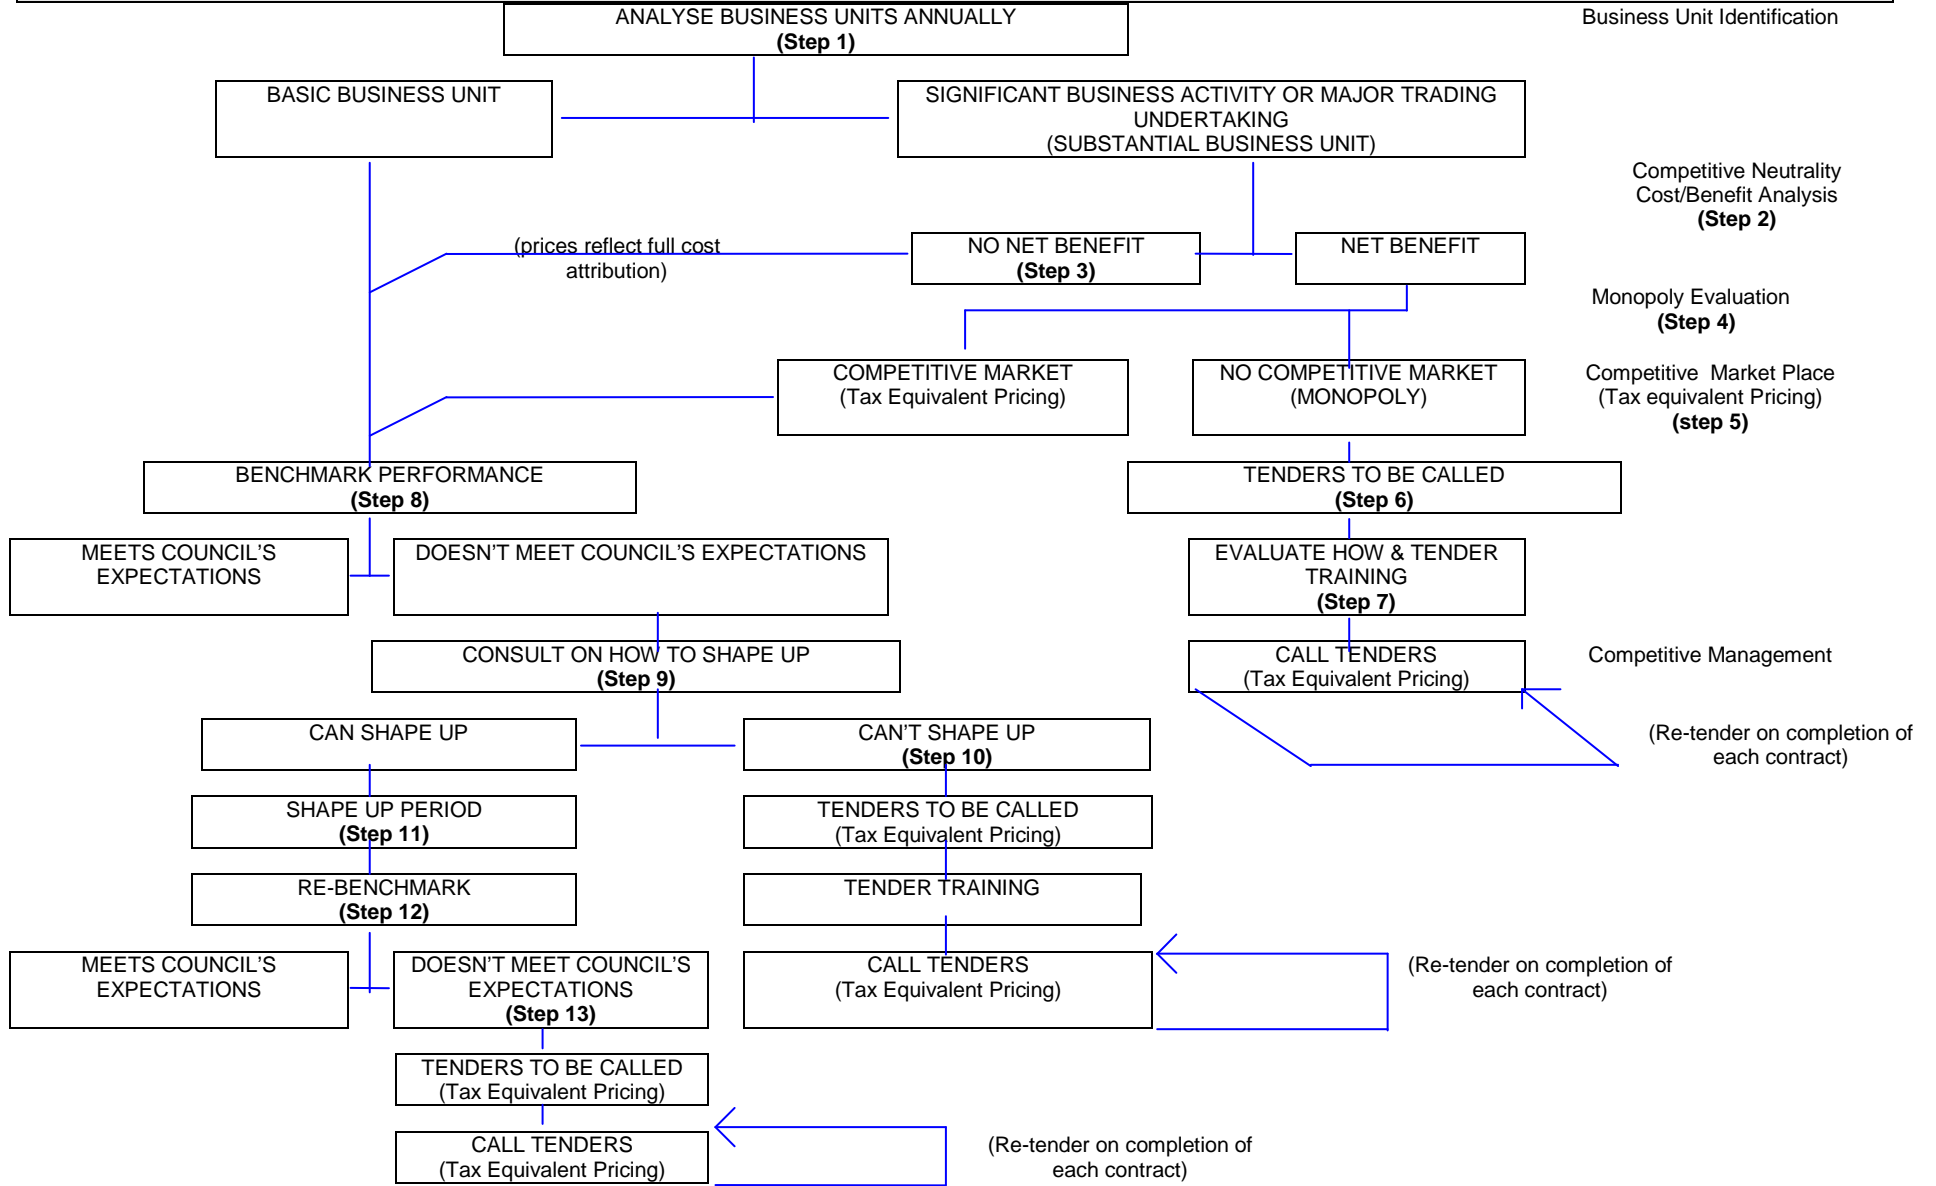 ANALYSE BUSINESS UNITS ANNUALLY
(Step 1)
Business Unit Identification
BASIC BUSINESS UNIT
SIGNIFICANT BUSINESS ACTIVITY OR MAJOR TRADING
UNDERTAKING
(SUBSTANTIAL BUSINESS UNIT)
Competitive Neutrality
Cost/Benefit Analysis
(Step 2)
(prices reflect full cost
attribution)
NO NET BENEFIT
(Step 3)
NET BENEFIT
Monopoly Evaluation
(Step 4)
COMPETITIVE MARKET
(Tax Equivalent Pricing)
NO COMPETITIVE MARKET
(MONOPOLY)
Competitive  Market Place
(Tax equivalent Pricing)
(step 5)
BENCHMARK PERFORMANCE
(Step 8)
TENDERS TO BE CALLED
(Step 6)
MEETS COUNCIL'S
EXPECTATIONS
DOESN'T MEET COUNCIL'S EXPECTATIONS
EVALUATE HOW & TENDER
TRAINING
(Step 7)
CONSULT ON HOW TO SHAPE UP
(Step 9)
CALL TENDERS
(Tax Equivalent Pricing)
Competitive Management
CAN SHAPE UP
CAN'T SHAPE UP
(Step 10)
(Re-tender on completion of
each contract)
SHAPE UP PERIOD
(Step 11)
TENDERS TO BE CALLED
(Tax Equivalent Pricing)
RE-BENCHMARK
(Step 12)
TENDER TRAINING
MEETS COUNCIL'S
EXPECTATIONS
DOESN'T MEET COUNCIL'S
EXPECTATIONS
(Step 13)
CALL TENDERS
(Tax Equivalent Pricing)
(Re-tender on completion of
each contract)
TENDERS TO BE CALLED
(Tax Equivalent Pricing)
CALL TENDERS
(Tax Equivalent Pricing)
(Re-tender on completion of
each contract)